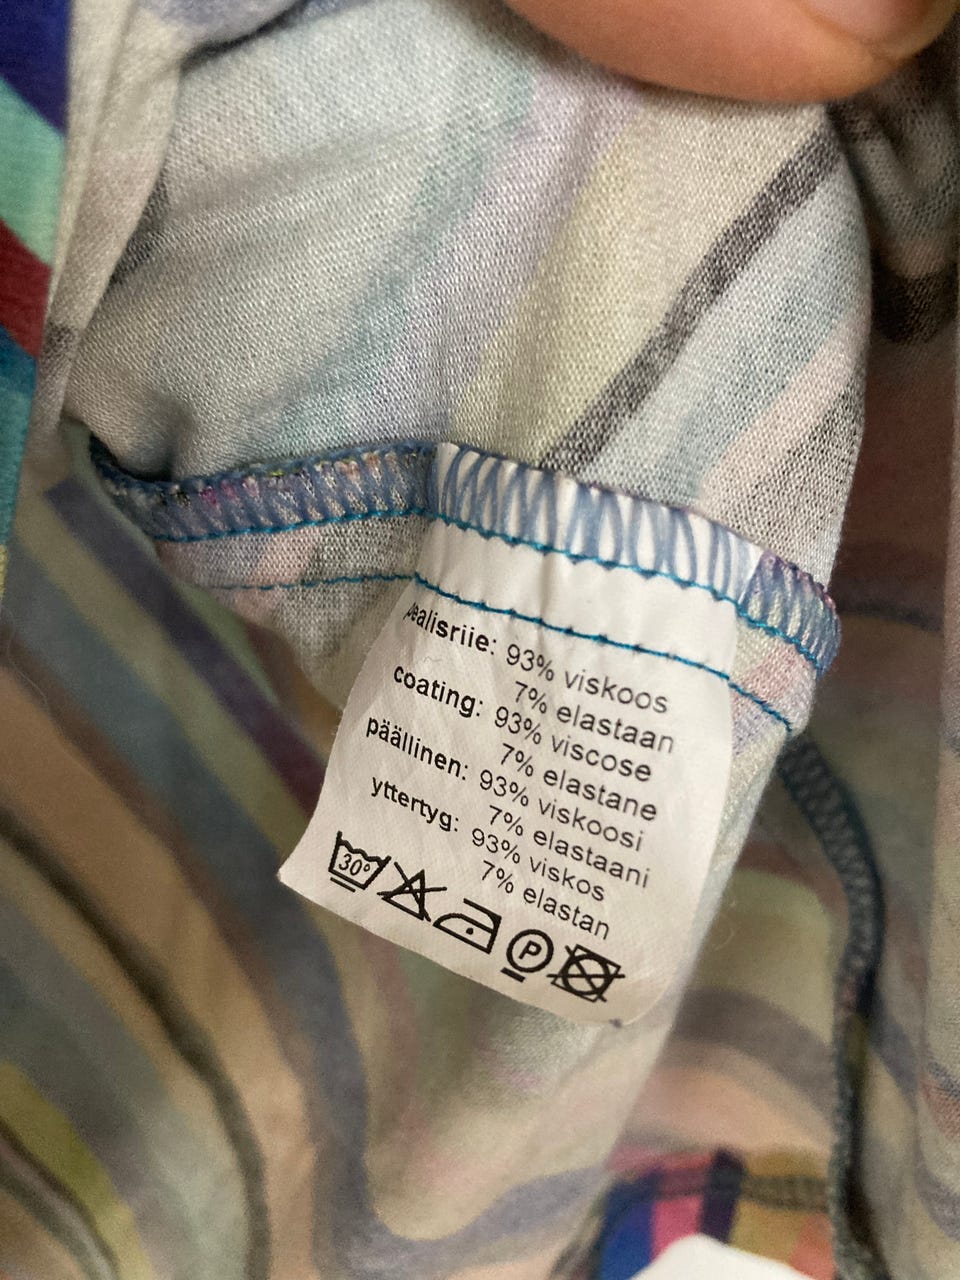 pealisriie: 93% viskoos
7% elastaan
coating: 93% viscose
7% elastane
päällinen: 93% viskoosi
7% elastaani
yttertyg: 93% viskos
7% elastan
30° P